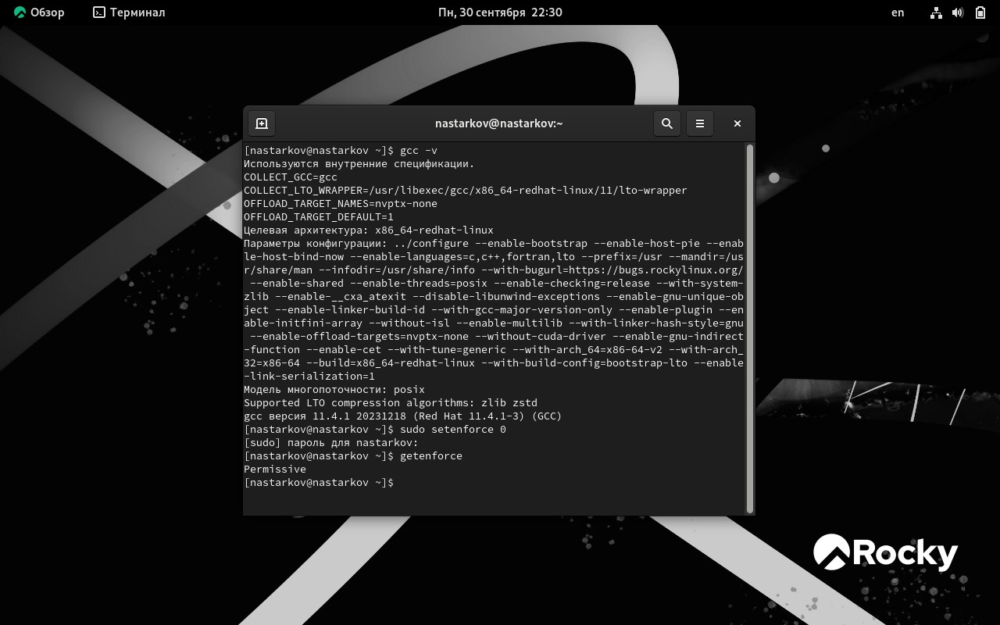 Обзор
Терминал
Пн, 30 сентября 22:30
en
nastarkov@nastarkov:~
[nastarkov@nastarkov ~]$ gcc -v
Используются внутренние спецификации.
COLLECT_GCC=gcc
COLLECT_LTO_WRAPPER=/usr/libexec/gcc/x86_64-redhat-linux/11/lto-wrapper
OFFLOAD_TARGET_NAMES=nvptx-none
OFFLOAD_TARGET_DEFAULT=1
Целевая архитектура: x86_64-redhat-linux
Параметры конфигурации: ../configure --enable-bootstrap --enable-host-pie --enab
le-host-bind-now --enable-languages=c,c++,fortran,lto --prefix=/usr --mandir=/us
r/share/man --infodir=/usr/share/info --with-bugurl=https://bugs.rockylinux.org/
 --enable-shared --enable-threads=posix --enable-checking=release --with-system-
zlib --enable-__cxa_atexit --disable-libunwind-exceptions --enable-gnu-unique-ob
ject --enable-linker-build-id --with-gcc-major-version-only --enable-plugin --en
able-initfini-array --without-isl --enable-multilib --with-linker-hash-style=gnu
 --enable-offload-targets=nvptx-none --without-cuda-driver --enable-gnu-indirect
-function --enable-cet --with-tune=generic --with-arch_64=x86-64-v2 --with-arch_
32=x86-64 --build=x86_64-redhat-linux --with-build-config=bootstrap-lto --enable
-link-serialization=1
Модель многопоточности: posix
Supported LTO compression algorithms: zlib zstd
gcc версия 11.4.1 20231218 (Red Hat 11.4.1-3) (GCC)
[nastarkov@nastarkov ~]$ sudo setenforce 0
[sudo] пароль для nastarkov:
[nastarkov@nastarkov ~]$ getenforce
Permissive
[nastarkov@nastarkov ~]$
Rocky